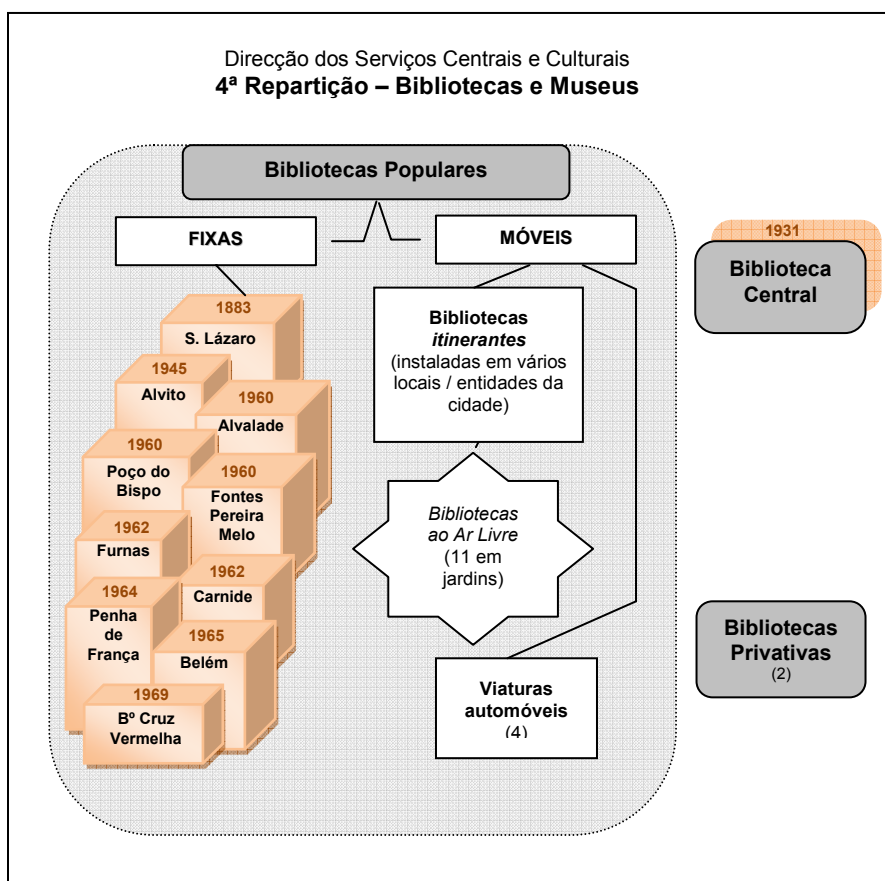 Direcção dos Serviços Centrais e Culturais
4ª Repartição – Bibliotecas e Museus
Bibliotecas Populares
FIXAS
MÓVEIS
1883
S. Lázaro
1945
Alvito
1960
Alvalade
1960
Poço do
Bispo
1960
Fontes
Pereira
Melo
1962
Furnas
1962
Carnide
1964
Penha
de
França
1965
Belém
1969
Bº Cruz
Vermelha
Bibliotecas
itinerantes
(instaladas em vários
locais / entidades da
cidade)
Bibliotecas
ao Ar Livre
(11 em
jardins)
Viaturas
automóveis
(4)
1931
Biblioteca
Central
Bibliotecas
Privativas
(2)